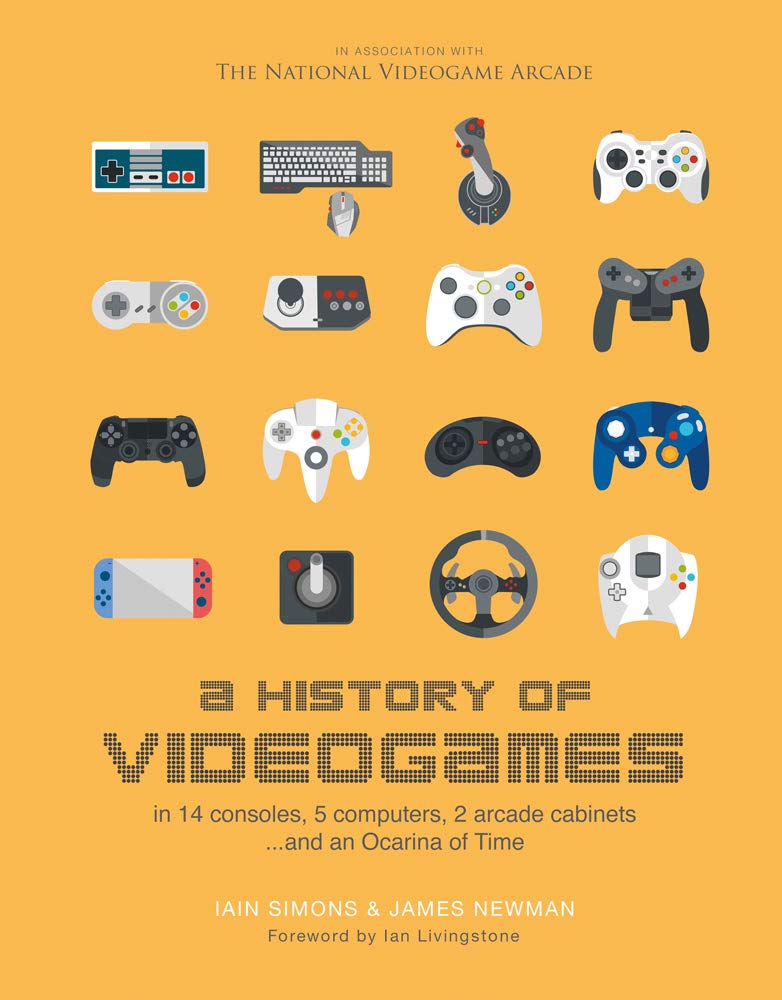 IN ASSOCIATION WITH
THE NATIONAL VIDEOGAME ARCADE
a HISTORY OF
VIDEOGaMES
in 14 consoles, 5 computers, 2 arcade cabinets
...and an Ocarina of Time
IAIN SIMONS & JAMES NEWMAN
Foreword by Ian Livingstone